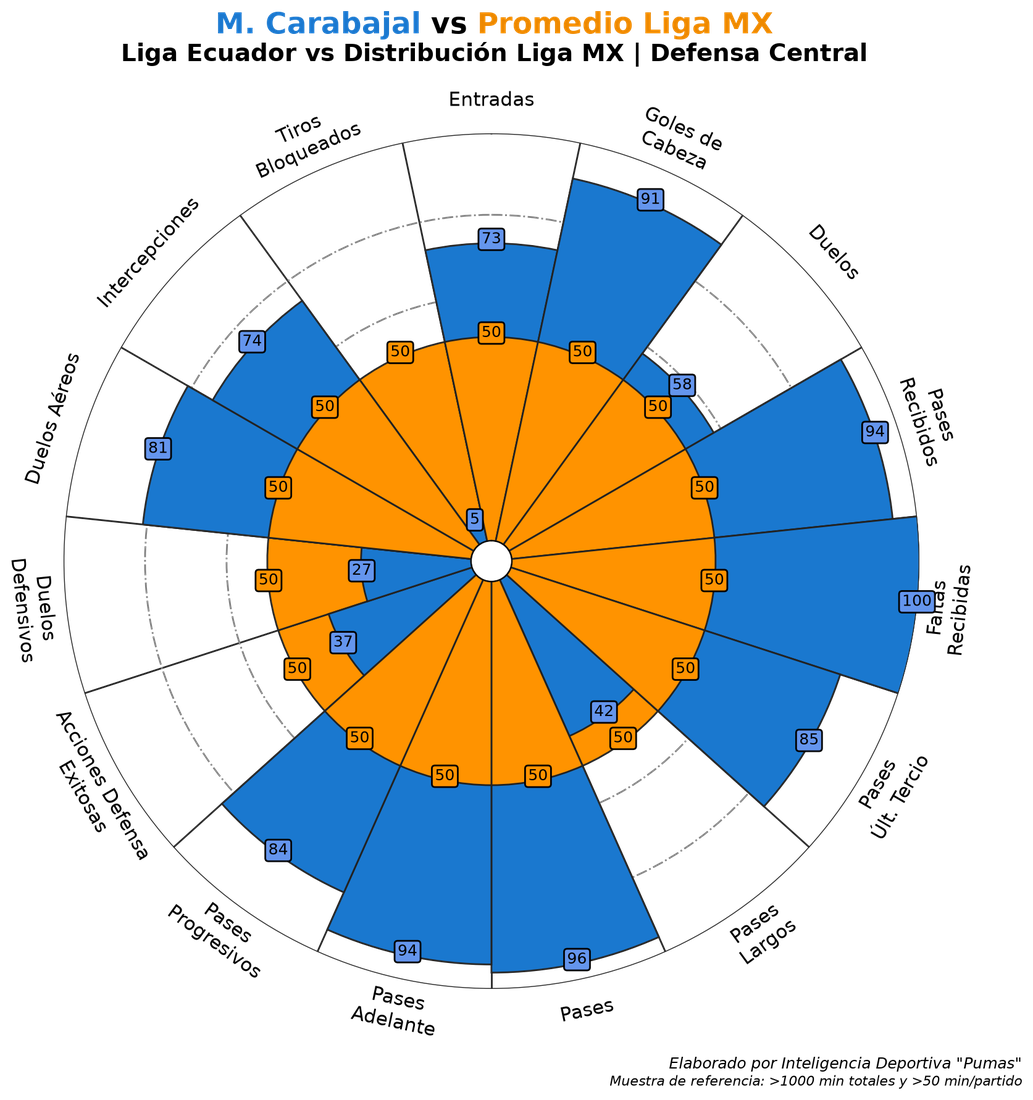 M. Carabajal vs Promedio Liga MX
Liga Ecuador vs Distribución Liga MX | Defensa Central
Entradas
73
50
Goles de
Cabeza
91
50
Duelos
58
50
Pases
Recibidos
94
50
Faltas
Recibidas
100
50
Pases
Últ. Tercio
85
50
Pases
Largos
42
50
Pases
96
50
Pases
Adelante
94
50
Pases
Progresivos
84
50
Acciones Defensa
Exitosas
37
50
Duelos
Defensivos
27
50
Duelos Aéreos
81
50
Intercepciones
74
50
Tiros
Bloqueados
5
50
Elaborado por Inteligencia Deportiva "Pumas"
Muestra de referencia: >1000 min totales y >50 min/partido